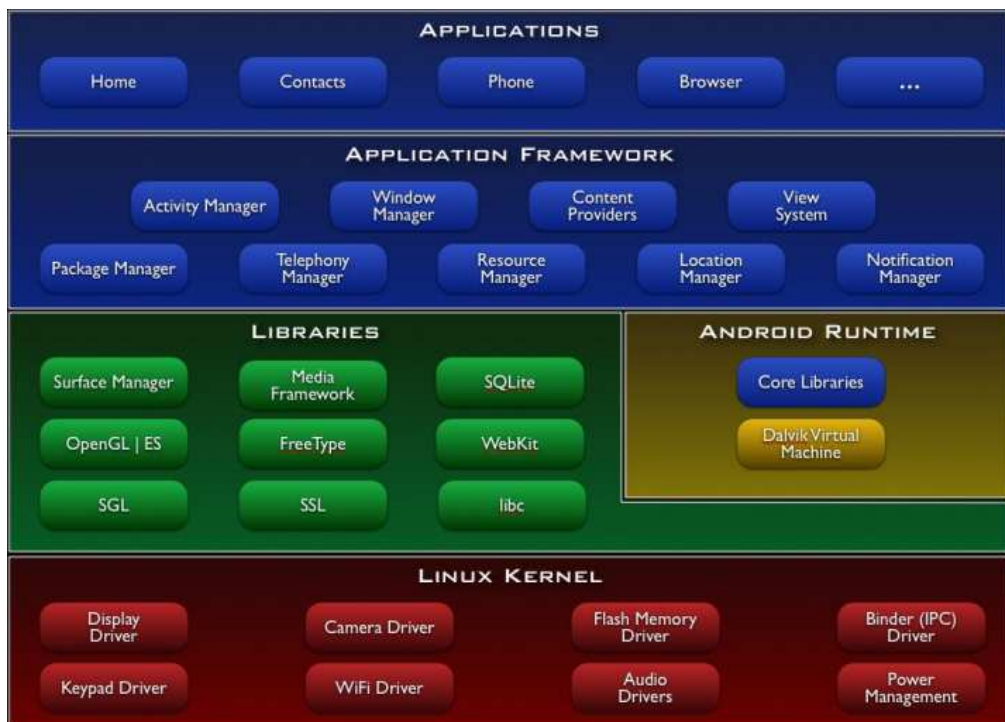 APPLICATIONS
Home Contacts Phone Browser ...
APPLICATION FRAMEWORK
Activity Manager
Window
Manager
Content
Providers
View
System
Package Manager
Telephony
Manager
Resource
Manager
Location
Manager
Notification
Manager
LIBRARIES
Surface Manager
Media
Framework
SQLite
OpenGL | ES
FreeType
WebKit
SGL
SSL
libc
ANDROID RUNTIME
Core Libraries
Dalvik Virtual
Machine
LINUX KERNEL
Display
Driver
Camera Driver
Flash Memory
Driver
Binder (IPC)
Driver
Keypad Driver
WiFi Driver
Audio
Drivers
Power
Management